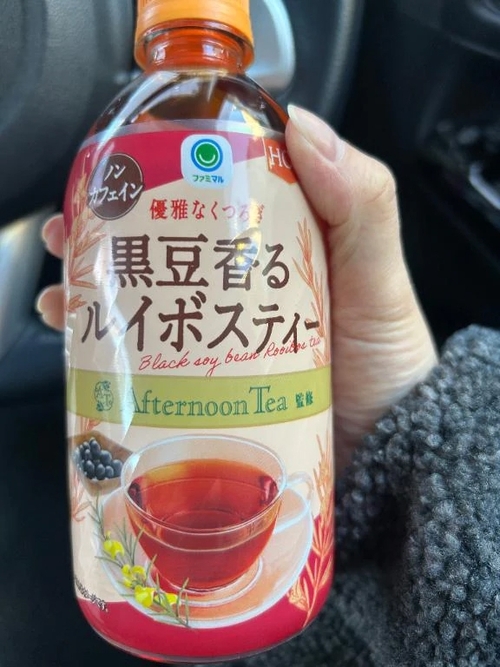 ファミマル
ノン
カフェイン
優雅なくつろぎ
黒豆香る
ルイボスティー
Black soy bean Rooibos tea
Afternoon Tea 監修